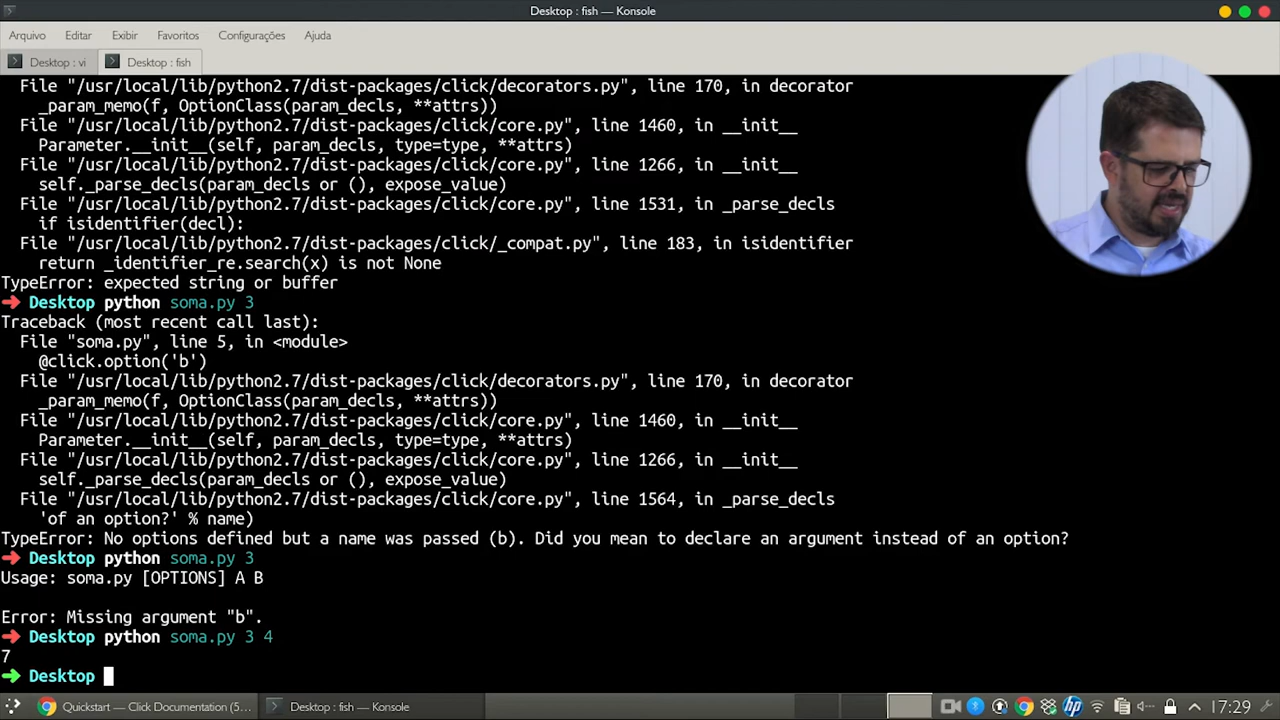 Desktop : fish — Konsole
Arquivo Editar Exibir Favoritos Configurações Ajuda
Desktop : vi Desktop : fish
File "/usr/local/lib/python2.7/dist-packages/click/decorators.py", line 170, in decorator
_param_memo(f, OptionClass(param_decls, **attrs))
File "/usr/local/lib/python2.7/dist-packages/click/core.py", line 1460, in __init__
Parameter.__init__(self, param_decls, type=type, **attrs)
File "/usr/local/lib/python2.7/dist-packages/click/core.py", line 1266, in __init__
self._parse_decls(param_decls or (), expose_value)
File "/usr/local/lib/python2.7/dist-packages/click/core.py", line 1531, in _parse_decls
if isidentifier(decl):
File "/usr/local/lib/python2.7/dist-packages/click/_compat.py", line 183, in isidentifier
return _identifier_re.search(x) is not None
TypeError: expected string or buffer
➜ Desktop python soma.py 3
Traceback (most recent call last):
File "soma.py", line 5, in <module>
@click.option('b')
File "/usr/local/lib/python2.7/dist-packages/click/decorators.py", line 170, in decorator
_param_memo(f, OptionClass(param_decls, **attrs))
File "/usr/local/lib/python2.7/dist-packages/click/core.py", line 1460, in __init__
Parameter.__init__(self, param_decls, type=type, **attrs)
File "/usr/local/lib/python2.7/dist-packages/click/core.py", line 1266, in __init__
self._parse_decls(param_decls or (), expose_value)
File "/usr/local/lib/python2.7/dist-packages/click/core.py", line 1564, in _parse_decls
'of an option?' % name)
TypeError: No options defined but a name was passed (b). Did you mean to declare an argument instead of an option?
➜ Desktop python soma.py 3
Usage: soma.py [OPTIONS] A B
Error: Missing argument "b".
➜ Desktop python soma.py 3 4
7
➜ Desktop
Quickstart — Click Documentation (5... Desktop : fish — Konsole hp 17:29